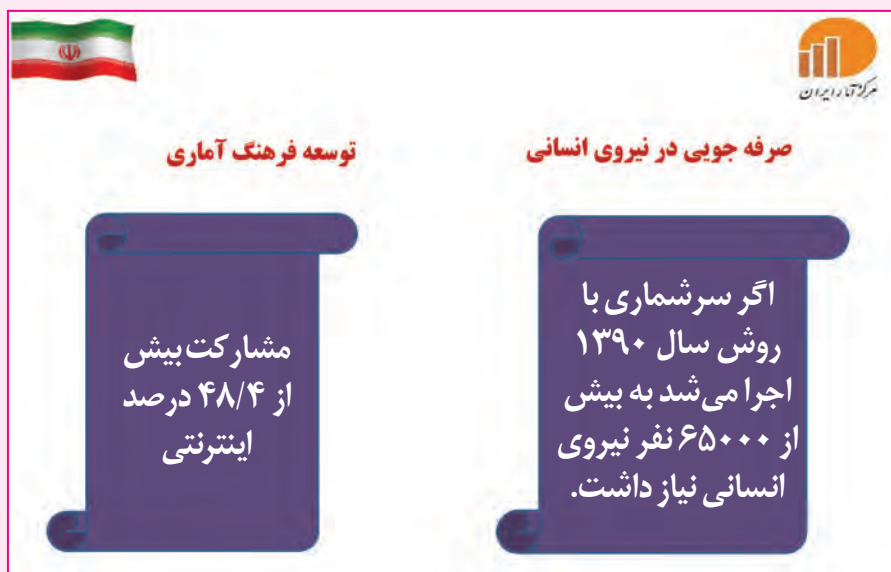 مرکز آمار ایران
صرفه جویی در نیروی انسانی
اگر سرشماری با
روش سال ۱۳۹۰
اجرا می‌شد به بیش
از ۶۵۰۰۰ نفر نیروی
انسانی نیاز داشت.
توسعه فرهنگ آماری
مشارکت بیش
از ۴۸/۴ درصد
اینترنتی